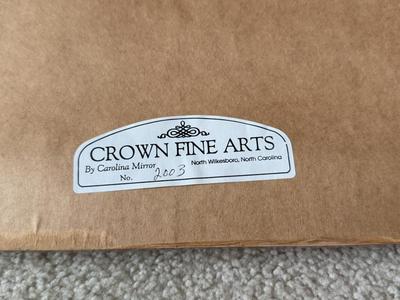 CROWN FINE ARTS
By Carolina Mirror North Wilkesboro, North Carolina
No. 2003